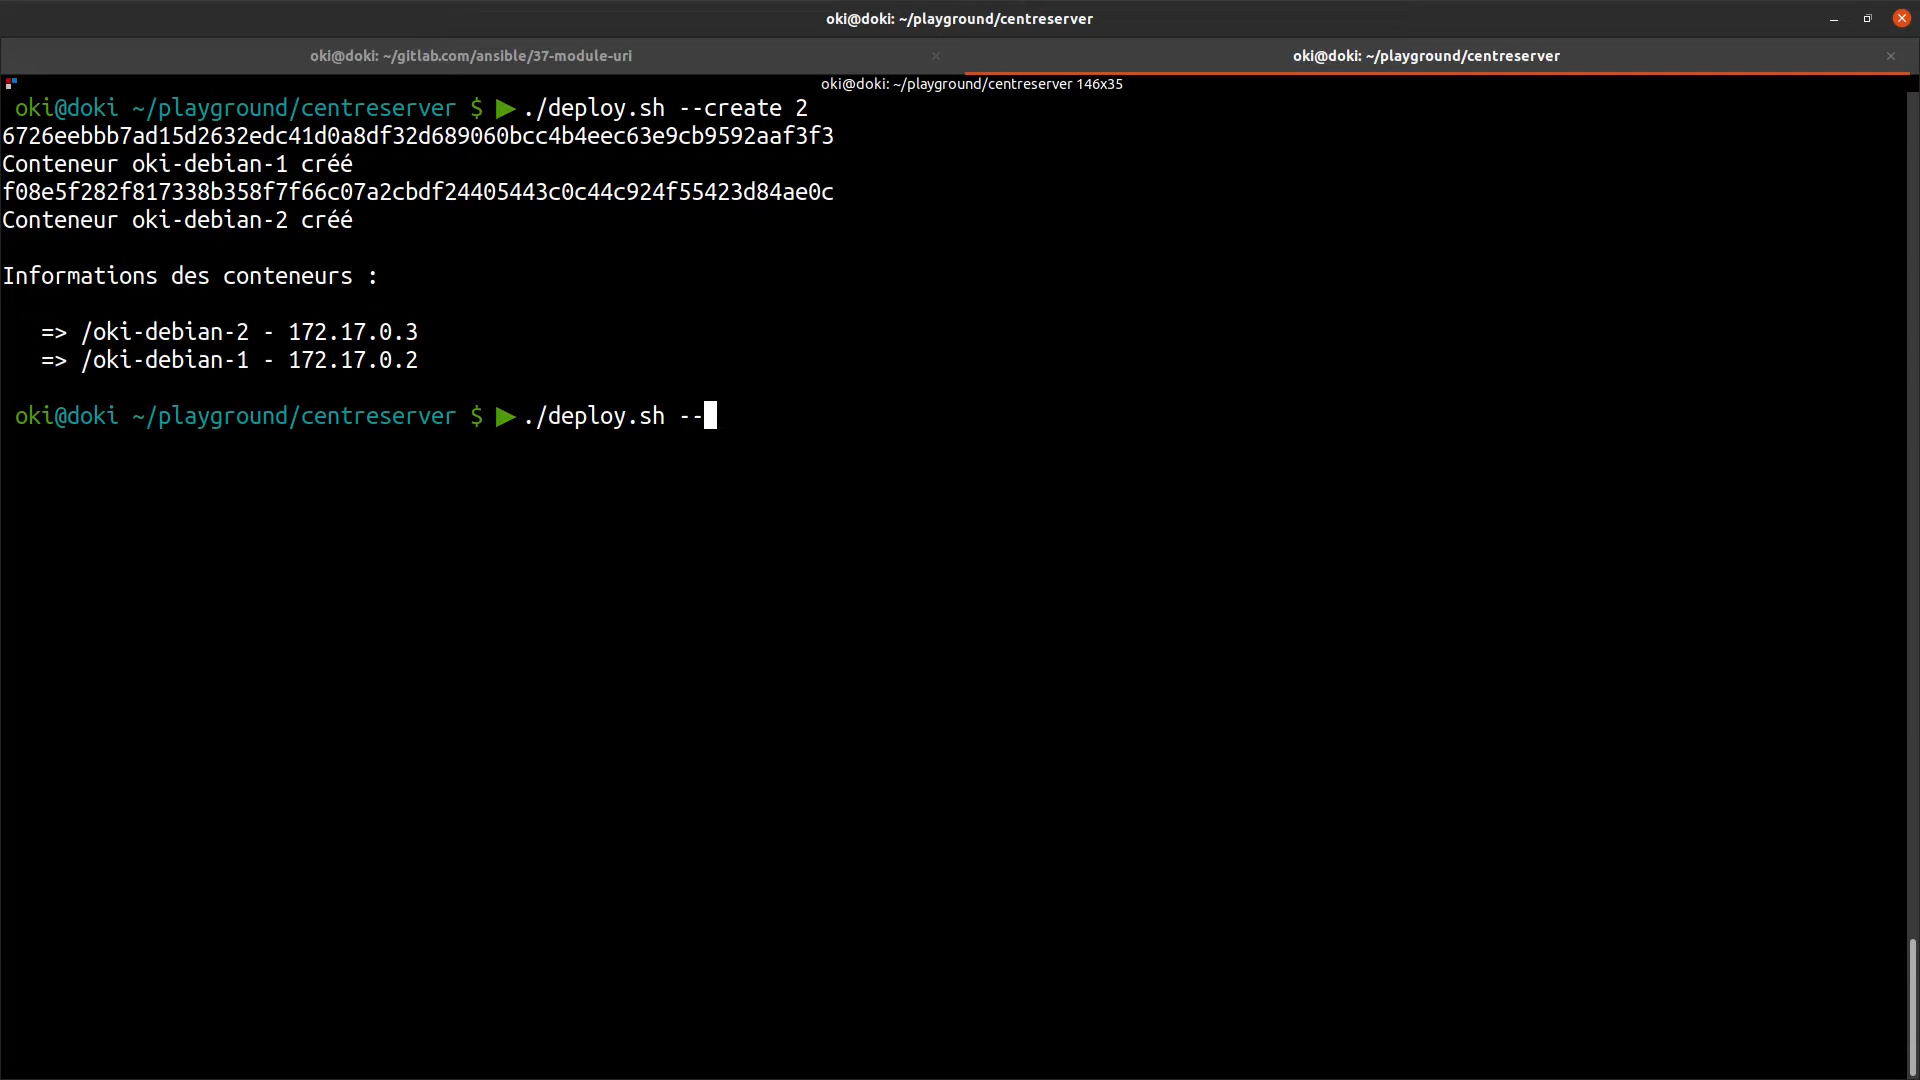 oki@doki: ~/playground/centreserver
oki@doki: ~/gitlab.com/ansible/37-module-uri
oki@doki: ~/playground/centreserver
oki@doki: ~/playground/centreserver 146x35
oki@doki ~/playground/centreserver $ ▶./deploy.sh --create 2
6726eebbb7ad15d2632edc41d0a8df32d689060bcc4b4eec63e9cb9592aaf3f3
Conteneur oki-debian-1 créé
f08e5f282f817338b358f7f66c07a2cbdf24405443c0c44c924f55423d84ae0c
Conteneur oki-debian-2 créé
Informations des conteneurs :
=> /oki-debian-2 - 172.17.0.3
=> /oki-debian-1 - 172.17.0.2
oki@doki ~/playground/centreserver $ ▶./deploy.sh --